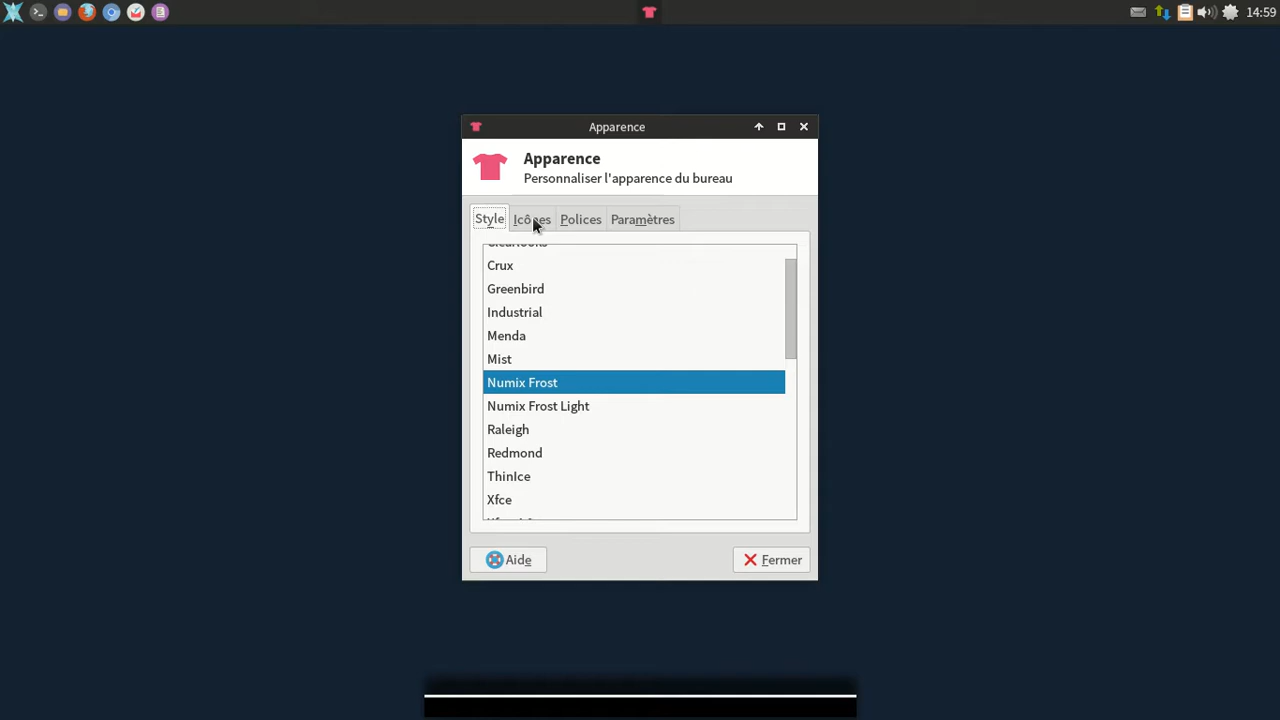 14:59
Apparence
Apparence
Personnaliser l'apparence du bureau
Style Icônes Polices Paramètres
Clearlooks
Crux
Greenbird
Industrial
Menda
Mist
Numix Frost
Numix Frost Light
Raleigh
Redmond
ThinIce
Xfce
Aide Fermer